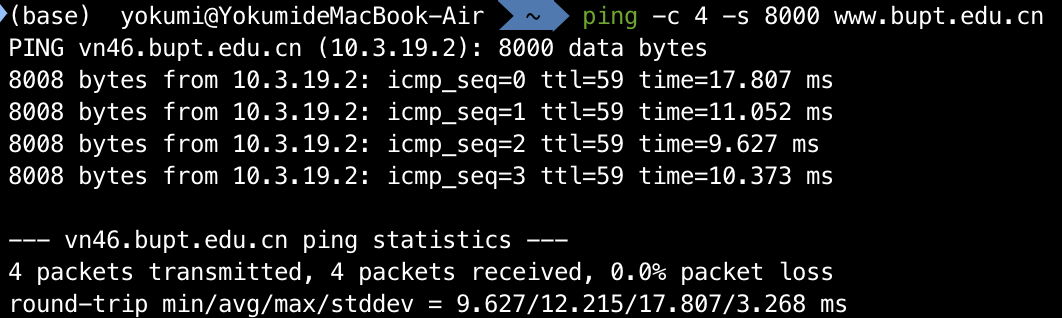 (base) yokumi@YokumideMacBook-Air ~ ping -c 4 -s 8000 www.bupt.edu.cn
PING vn46.bupt.edu.cn (10.3.19.2): 8000 data bytes
8008 bytes from 10.3.19.2: icmp_seq=0 ttl=59 time=17.807 ms
8008 bytes from 10.3.19.2: icmp_seq=1 ttl=59 time=11.052 ms
8008 bytes from 10.3.19.2: icmp_seq=2 ttl=59 time=9.627 ms
8008 bytes from 10.3.19.2: icmp_seq=3 ttl=59 time=10.373 ms
--- vn46.bupt.edu.cn ping statistics ---
4 packets transmitted, 4 packets received, 0.0% packet loss
round-trip min/avg/max/stddev = 9.627/12.215/17.807/3.268 ms